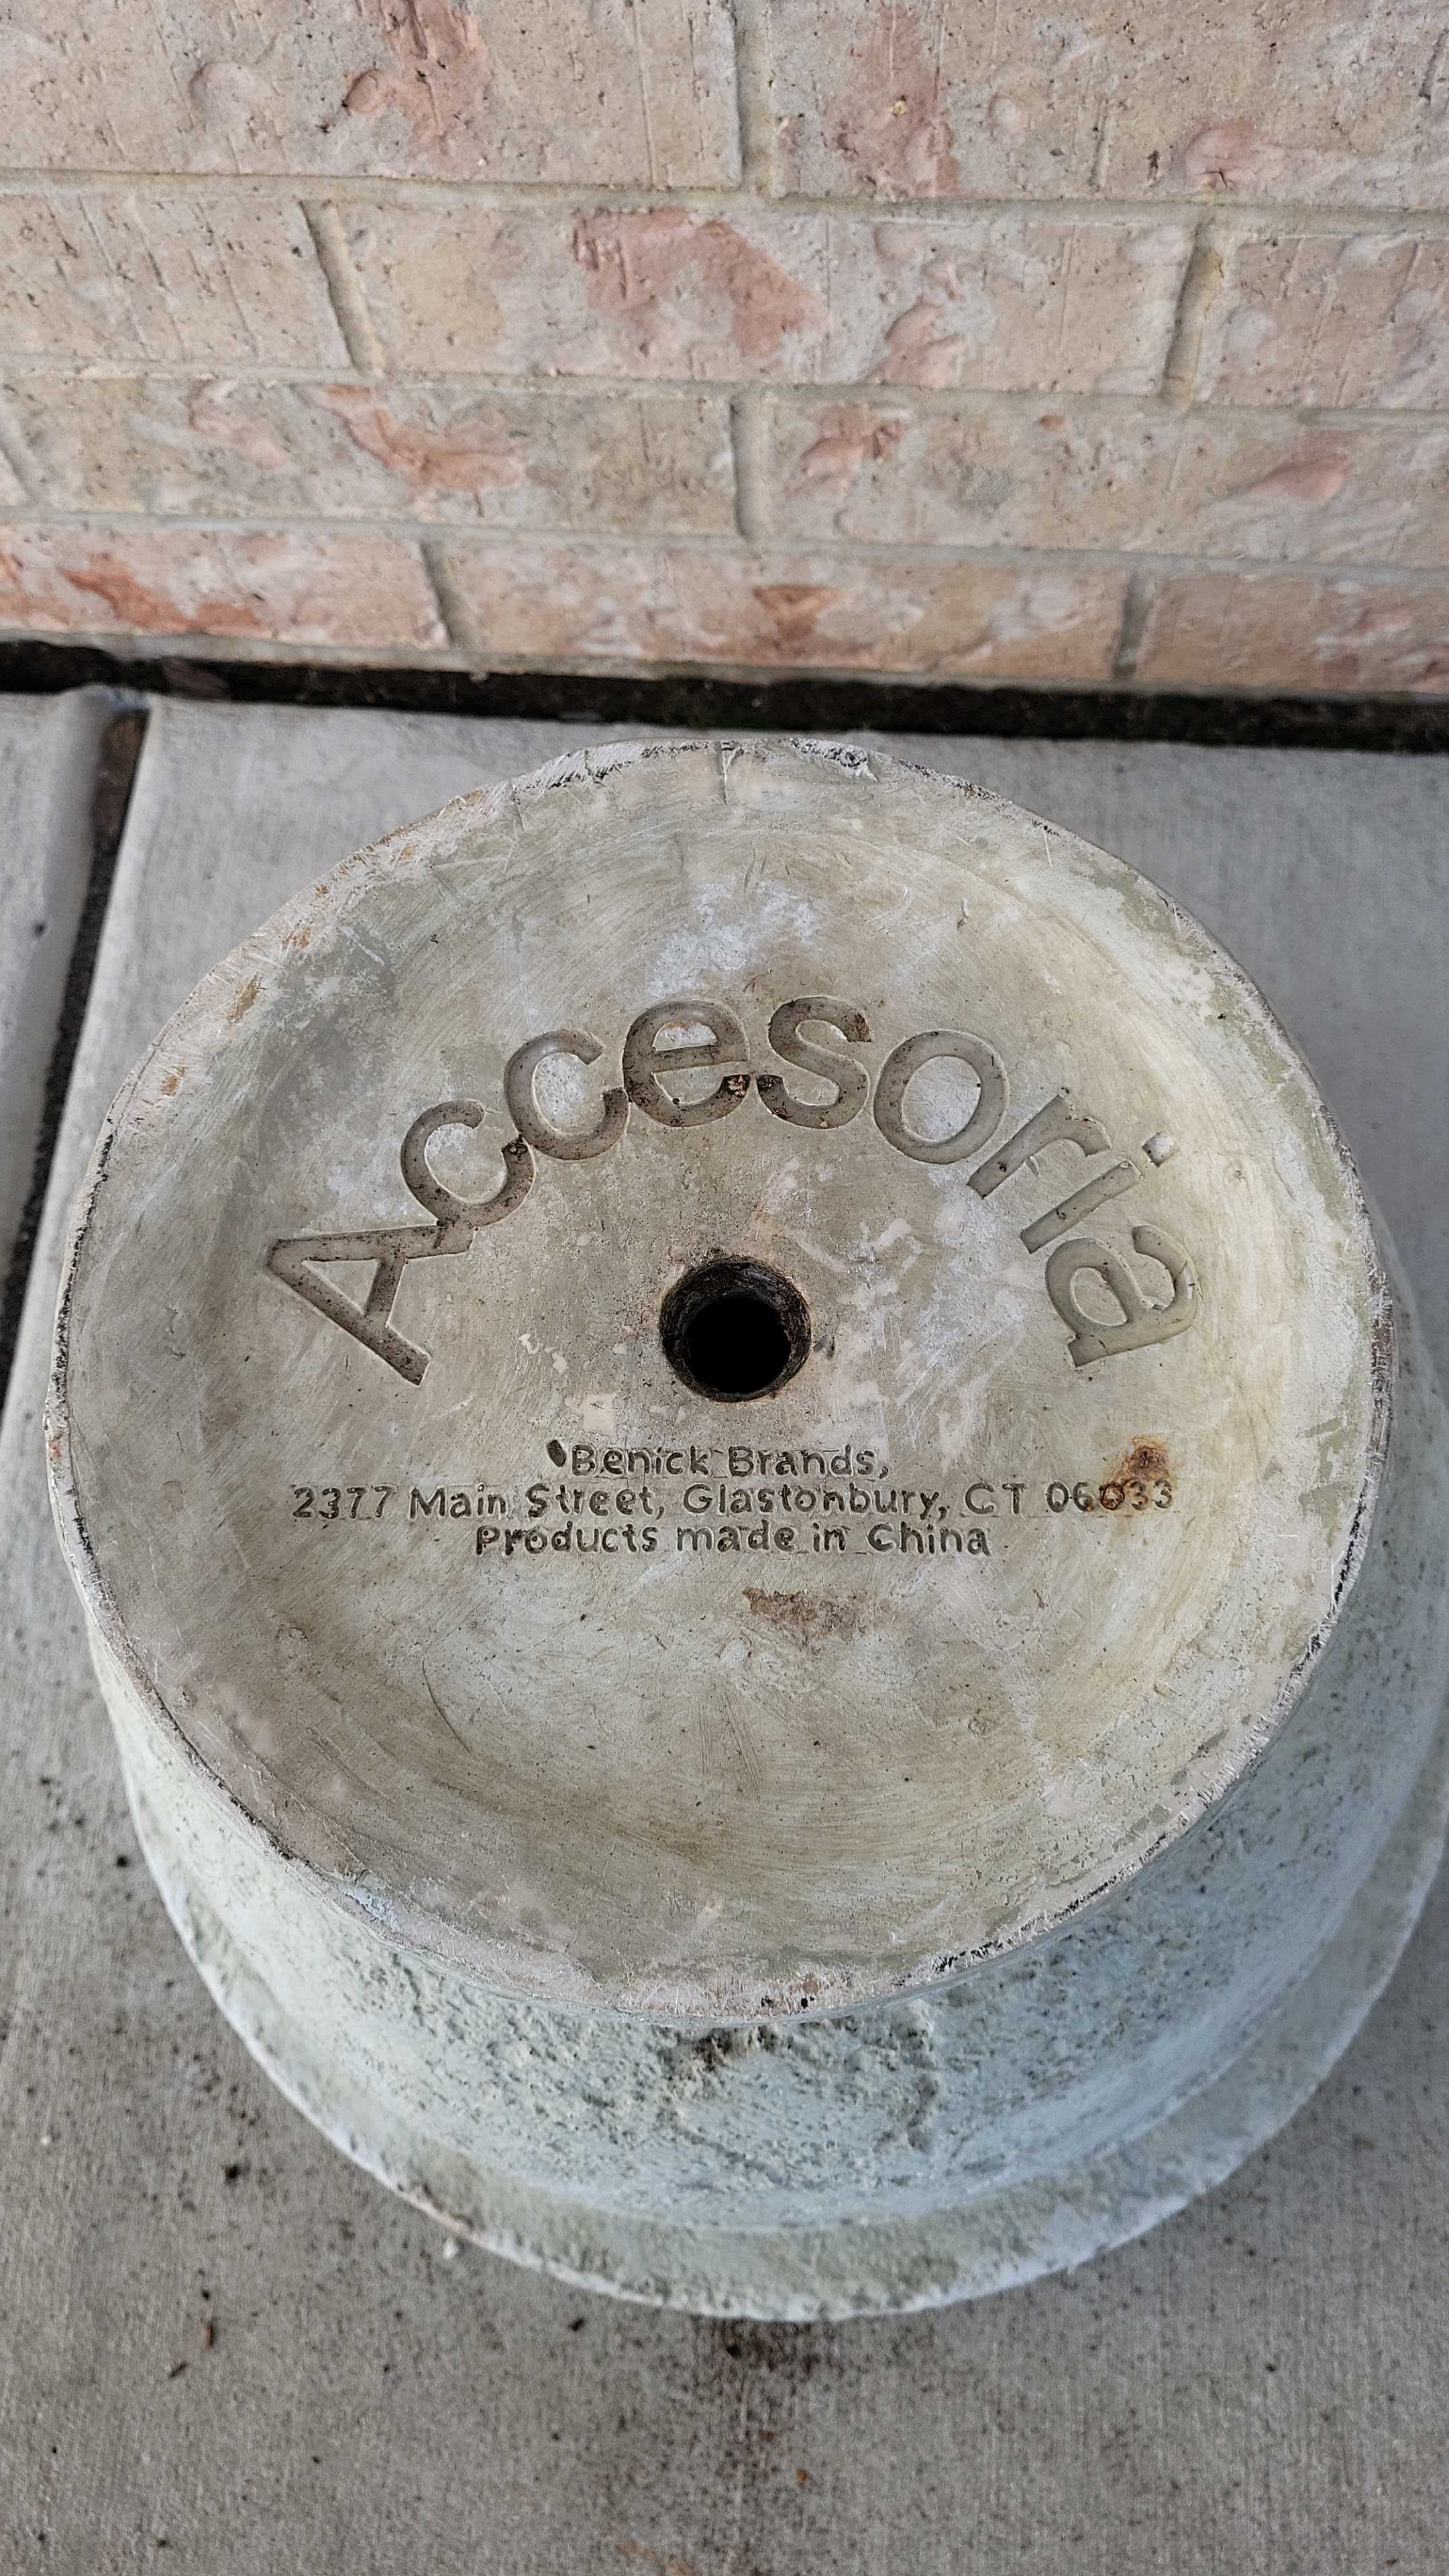 Accesoria
Benick Brands,
2377 Main Street, Glastonbury, CT 06033
Products made in China